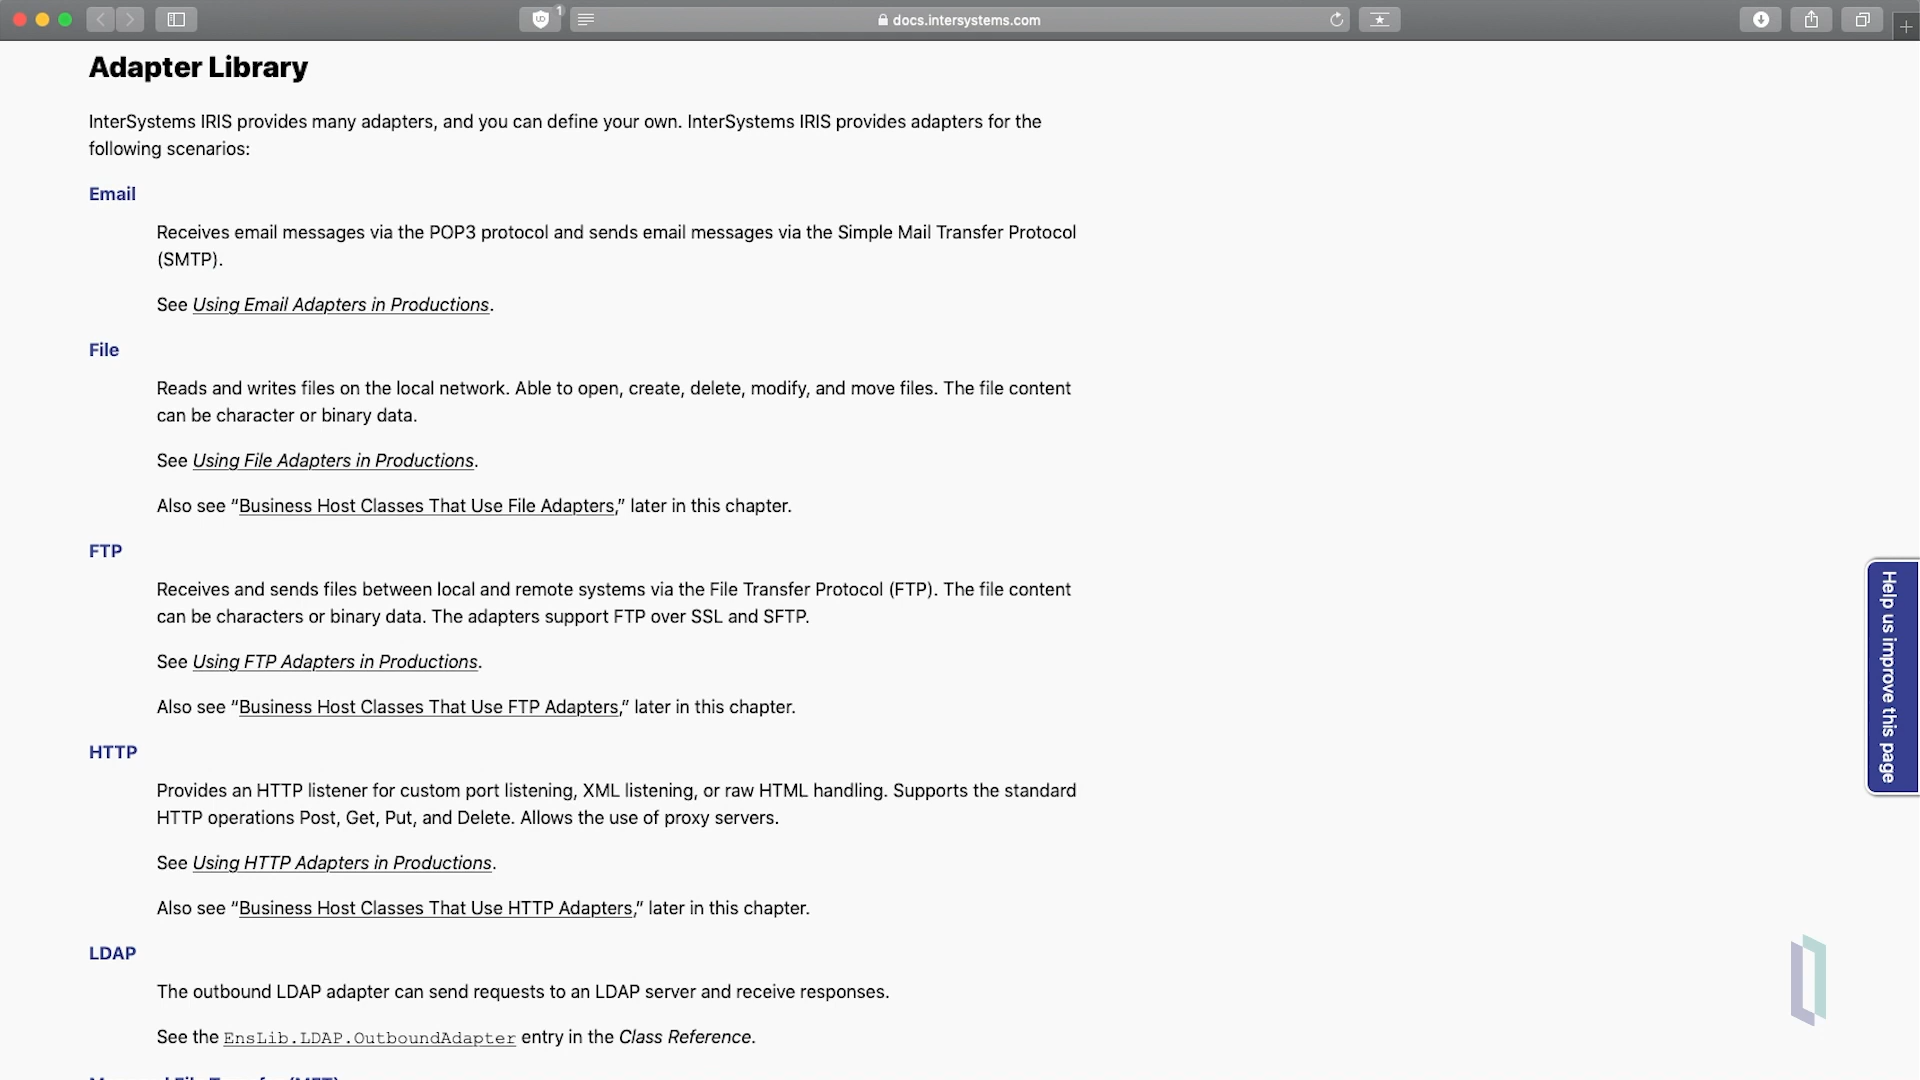 1
docs.intersystems.com
Adapter Library
InterSystems IRIS provides many adapters, and you can define your own. InterSystems IRIS provides adapters for the
following scenarios:
Email
Receives email messages via the POP3 protocol and sends email messages via the Simple Mail Transfer Protocol
(SMTP).
See Using Email Adapters in Productions.
File
Reads and writes files on the local network. Able to open, create, delete, modify, and move files. The file content
can be character or binary data.
See Using File Adapters in Productions.
Also see “Business Host Classes That Use File Adapters,” later in this chapter.
FTP
Receives and sends files between local and remote systems via the File Transfer Protocol (FTP). The file content
can be characters or binary data. The adapters support FTP over SSL and SFTP.
See Using FTP Adapters in Productions.
Also see “Business Host Classes That Use FTP Adapters,” later in this chapter.
HTTP
Provides an HTTP listener for custom port listening, XML listening, or raw HTML handling. Supports the standard
HTTP operations Post, Get, Put, and Delete. Allows the use of proxy servers.
See Using HTTP Adapters in Productions.
Also see “Business Host Classes That Use HTTP Adapters,” later in this chapter.
LDAP
The outbound LDAP adapter can send requests to an LDAP server and receive responses.
See the EnsLib.LDAP.OutboundAdapter entry in the Class Reference.
Help us improve this page